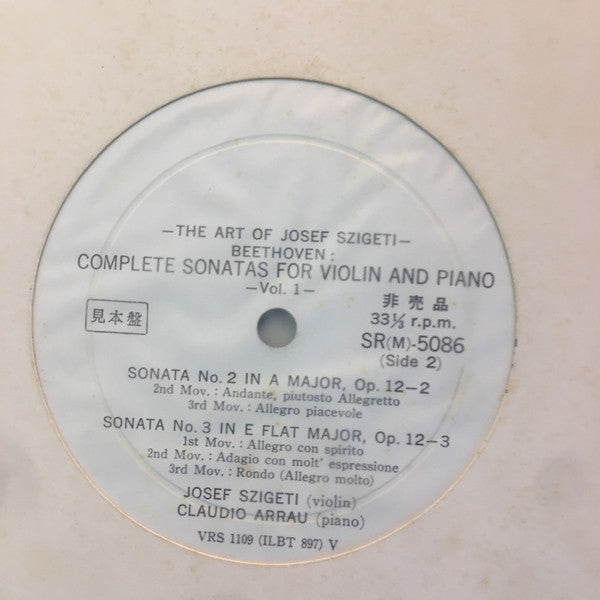 —THE ART OF JOSEF SZIGETI—
BEETHOVEN :
COMPLETE SONATAS FOR VIOLIN AND PIANO
—Vol. 1—
見本盤
非売品
33⅓ r.p.m.
SR(M)-5086
(Side 2)
SONATA No. 2 IN A MAJOR, Op. 12—2
2nd Mov. : Andante, piutosto Allegretto
3rd Mov. : Allegro piacevole
SONATA No. 3 IN E FLAT MAJOR, Op. 12—3
1st Mov. : Allegro con spirito
2nd Mov. : Adagio con molt' espressione
3rd Mov. : Rondo (Allegro molto)
JOSEF SZIGETI (violin)
CLAUDIO ARRAU (piano)
VRS 1109 (ILBT 897) V